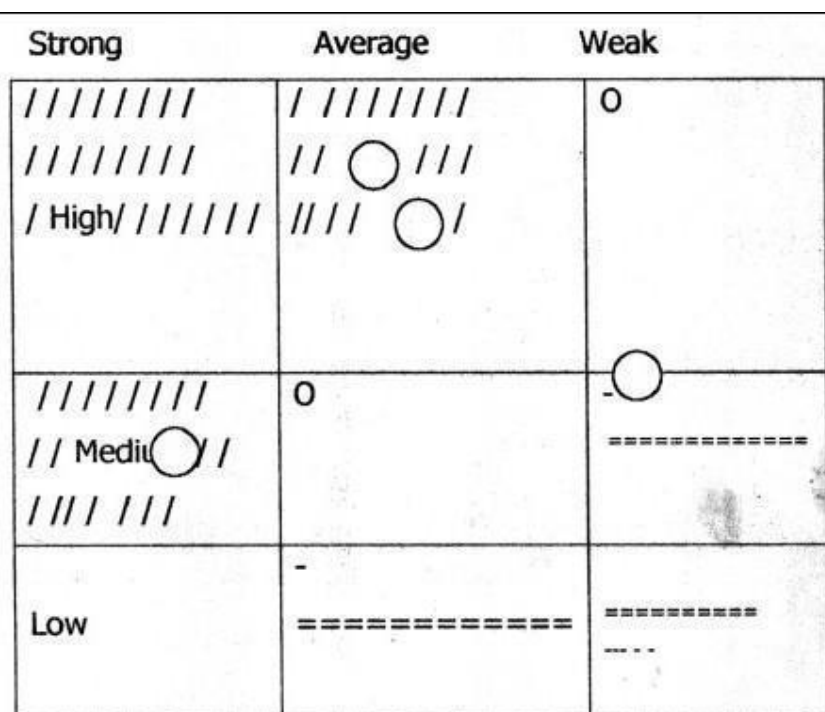 Strong Average Weak
/ / / / / / / / / / / / / / / / O
/ / / / / / / / / / / / /
/ High/ / / / / / / // / / /
/ / / / / / / / O -
/ / Mediu / / =============
/ // / / / /
-
Low ============ ==========
--- - -